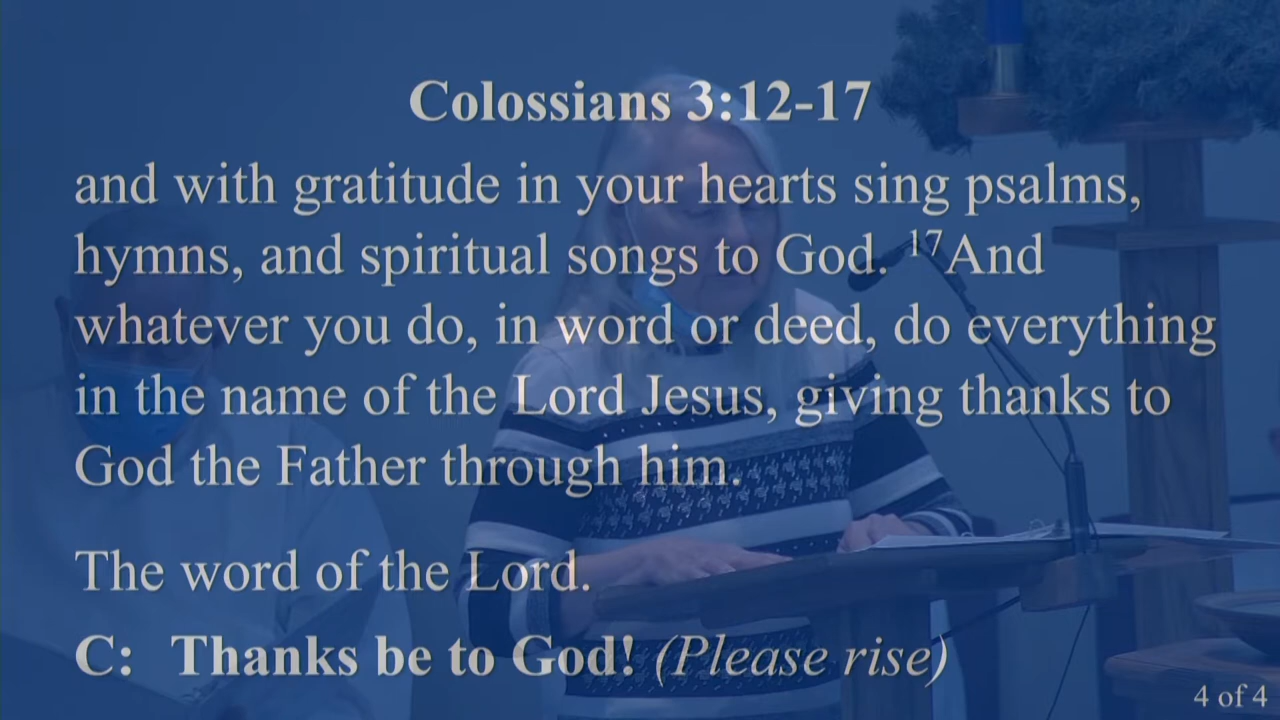 Colossians 3:12-17
and with gratitude in your hearts sing psalms,
hymns, and spiritual songs to God. ¹⁷And
whatever you do, in word or deed, do everything
in the name of the Lord Jesus, giving thanks to
God the Father through him.
The word of the Lord.
C: Thanks be to God! (Please rise)
4 of 4